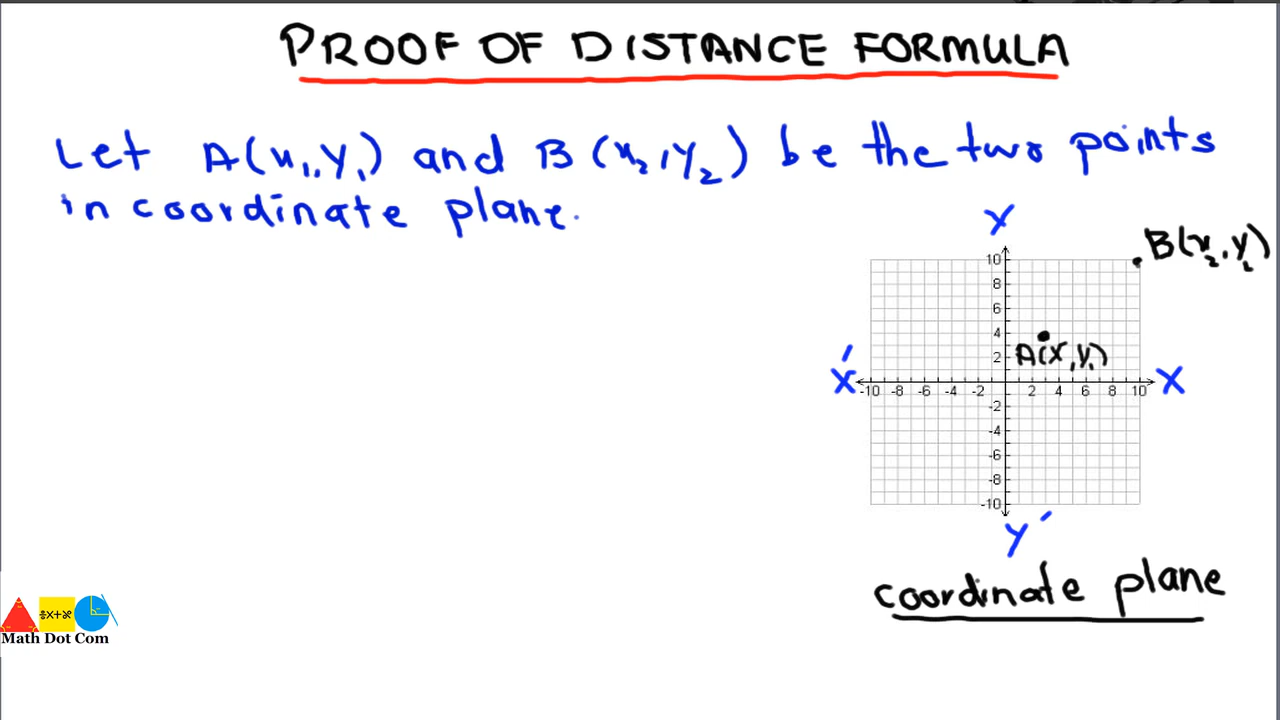 PROOF OF DISTANCE FORMULA
Let A(x₁,y₁) and B(x₂,y₂) be the two points
in coordinate plane.
Y
B(x₂,y₂)
10
8
6
4
2
A(x₁,y₁)
X'
-10 -8 -6 -4 -2 2 4 6 8 10
X
-2
-4
-6
-8
-10
Y'
coordinate plane
÷x+
Math Dot Com